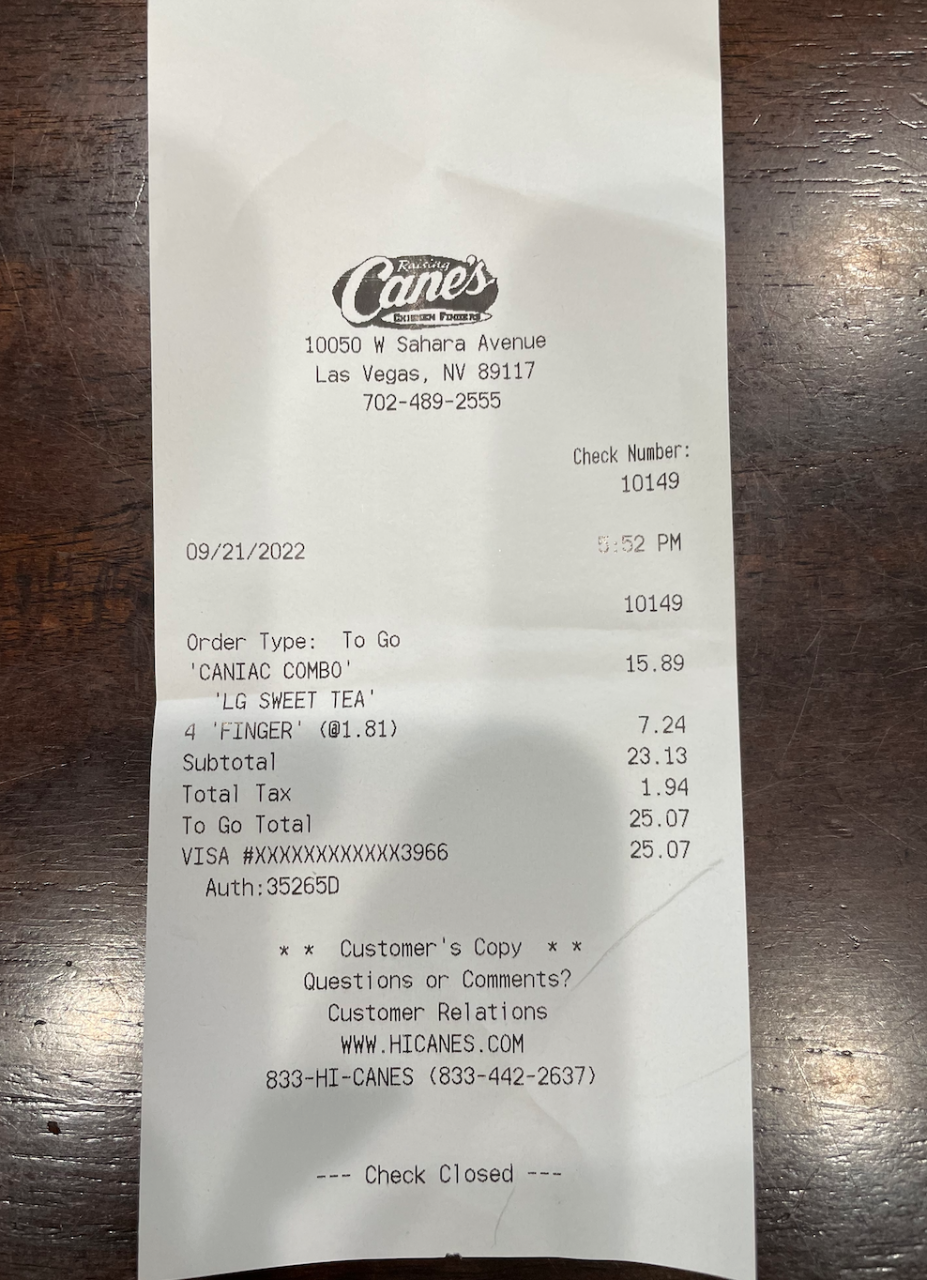 Raising
Cane's
CHICKEN FINGERS
10050 W Sahara Avenue
Las Vegas, NV 89117
702-489-2555
Check Number:
10149
09/21/2022 5:52 PM
10149
Order Type: To Go
'CANIAC COMBO' 15.89
'LG SWEET TEA'
4 'FINGER' (@1.81) 7.24
Subtotal 23.13
Total Tax 1.94
To Go Total 25.07
VISA #XXXXXXXXXXXX3966 25.07
Auth:35265D
* * Customer's Copy * *
Questions or Comments?
Customer Relations
WWW.HICANES.COM
833-HI-CANES (833-442-2637)
--- Check Closed ---